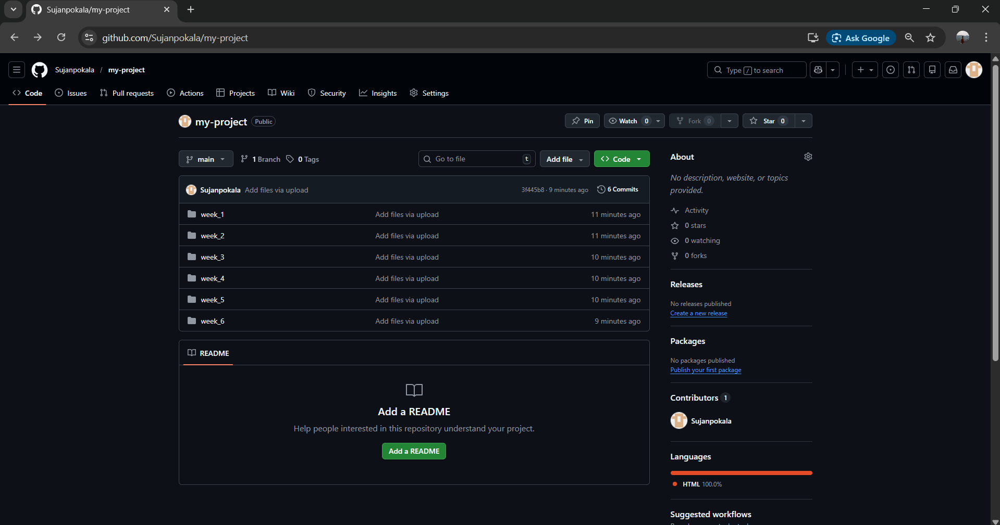 Sujanpokala/my-project
github.com/Sujanpokala/my-project
Ask Google
Sujanpokala / my-project
Type / to search
Code Issues Pull requests Actions Projects Wiki Security Insights Settings
my-project Public
Pin Watch 0 Fork 0 Star 0
main 1 Branch 0 Tags
Go to file t
Add file Code
Sujanpokala Add files via upload 3f445b8 · 9 minutes ago 6 Commits
week_1 Add files via upload 11 minutes ago
week_2 Add files via upload 11 minutes ago
week_3 Add files via upload 10 minutes ago
week_4 Add files via upload 10 minutes ago
week_5 Add files via upload 10 minutes ago
week_6 Add files via upload 9 minutes ago
README
Add a README
Help people interested in this repository understand your project.
Add a README
About
No description, website, or topics
provided.
Activity
0 stars
0 watching
0 forks
Releases
No releases published
Create a new release
Packages
No packages published
Publish your first package
Contributors 1
Sujanpokala
Languages
HTML 100.0%
Suggested workflows